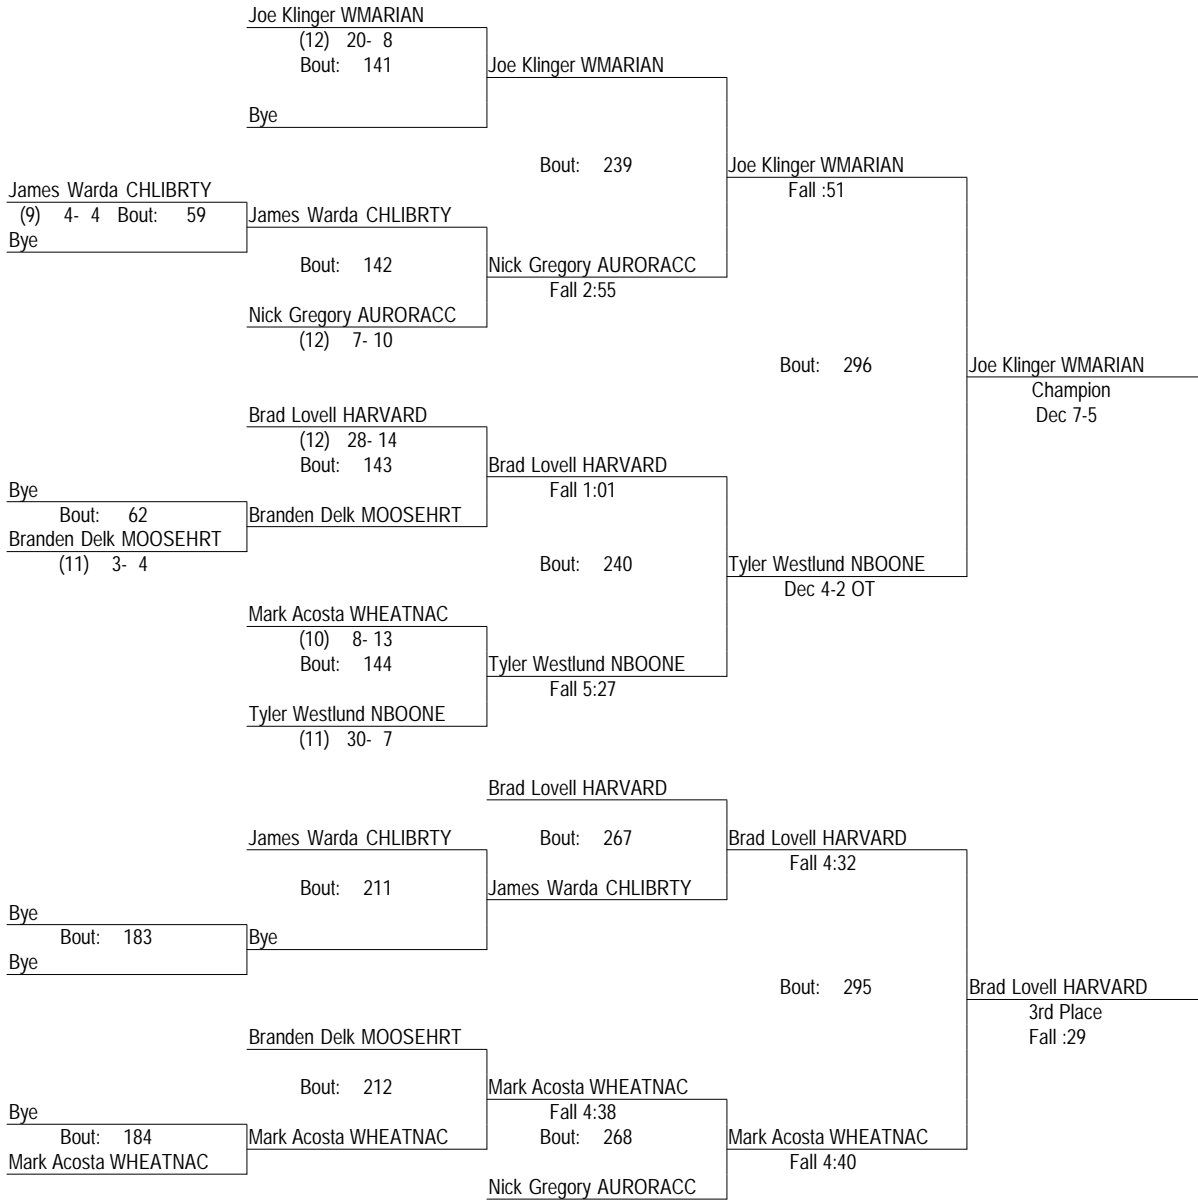 Joe Klinger WMARIAN
(12) 20- 8
Bout: 141
Joe Klinger WMARIAN
Bye
Bout: 239
Joe Klinger WMARIAN
Fall :51
James Warda CHLIBRTY
(9) 4- 4 Bout: 59
James Warda CHLIBRTY
Bye
Bout: 142
Nick Gregory AURORACC
Fall 2:55
Nick Gregory AURORACC
(12) 7- 10
Bout: 296
Joe Klinger WMARIAN
Champion
Dec 7-5
Brad Lovell HARVARD
(12) 28- 14
Bout: 143
Brad Lovell HARVARD
Fall 1:01
Bye
Bout: 62
Branden Delk MOOSEHRT
Branden Delk MOOSEHRT
(11) 3- 4
Bout: 240
Tyler Westlund NBOONE
Dec 4-2 OT
Mark Acosta WHEATNAC
(10) 8- 13
Bout: 144
Tyler Westlund NBOONE
Fall 5:27
Tyler Westlund NBOONE
(11) 30- 7
Brad Lovell HARVARD
James Warda CHLIBRTY
Bout: 267
Brad Lovell HARVARD
Fall 4:32
Bout: 211
James Warda CHLIBRTY
Bye
Bout: 183
Bye
Bye
Bout: 295
Brad Lovell HARVARD
3rd Place
Fall :29
Branden Delk MOOSEHRT
Bout: 212
Mark Acosta WHEATNAC
Fall 4:38
Bye
Bout: 184
Mark Acosta WHEATNAC
Bout: 268
Mark Acosta WHEATNAC
Fall 4:40
Mark Acosta WHEATNAC
Nick Gregory AURORACC